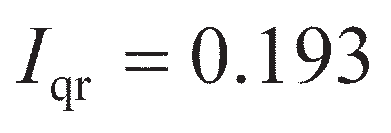 I_qr = 0.193